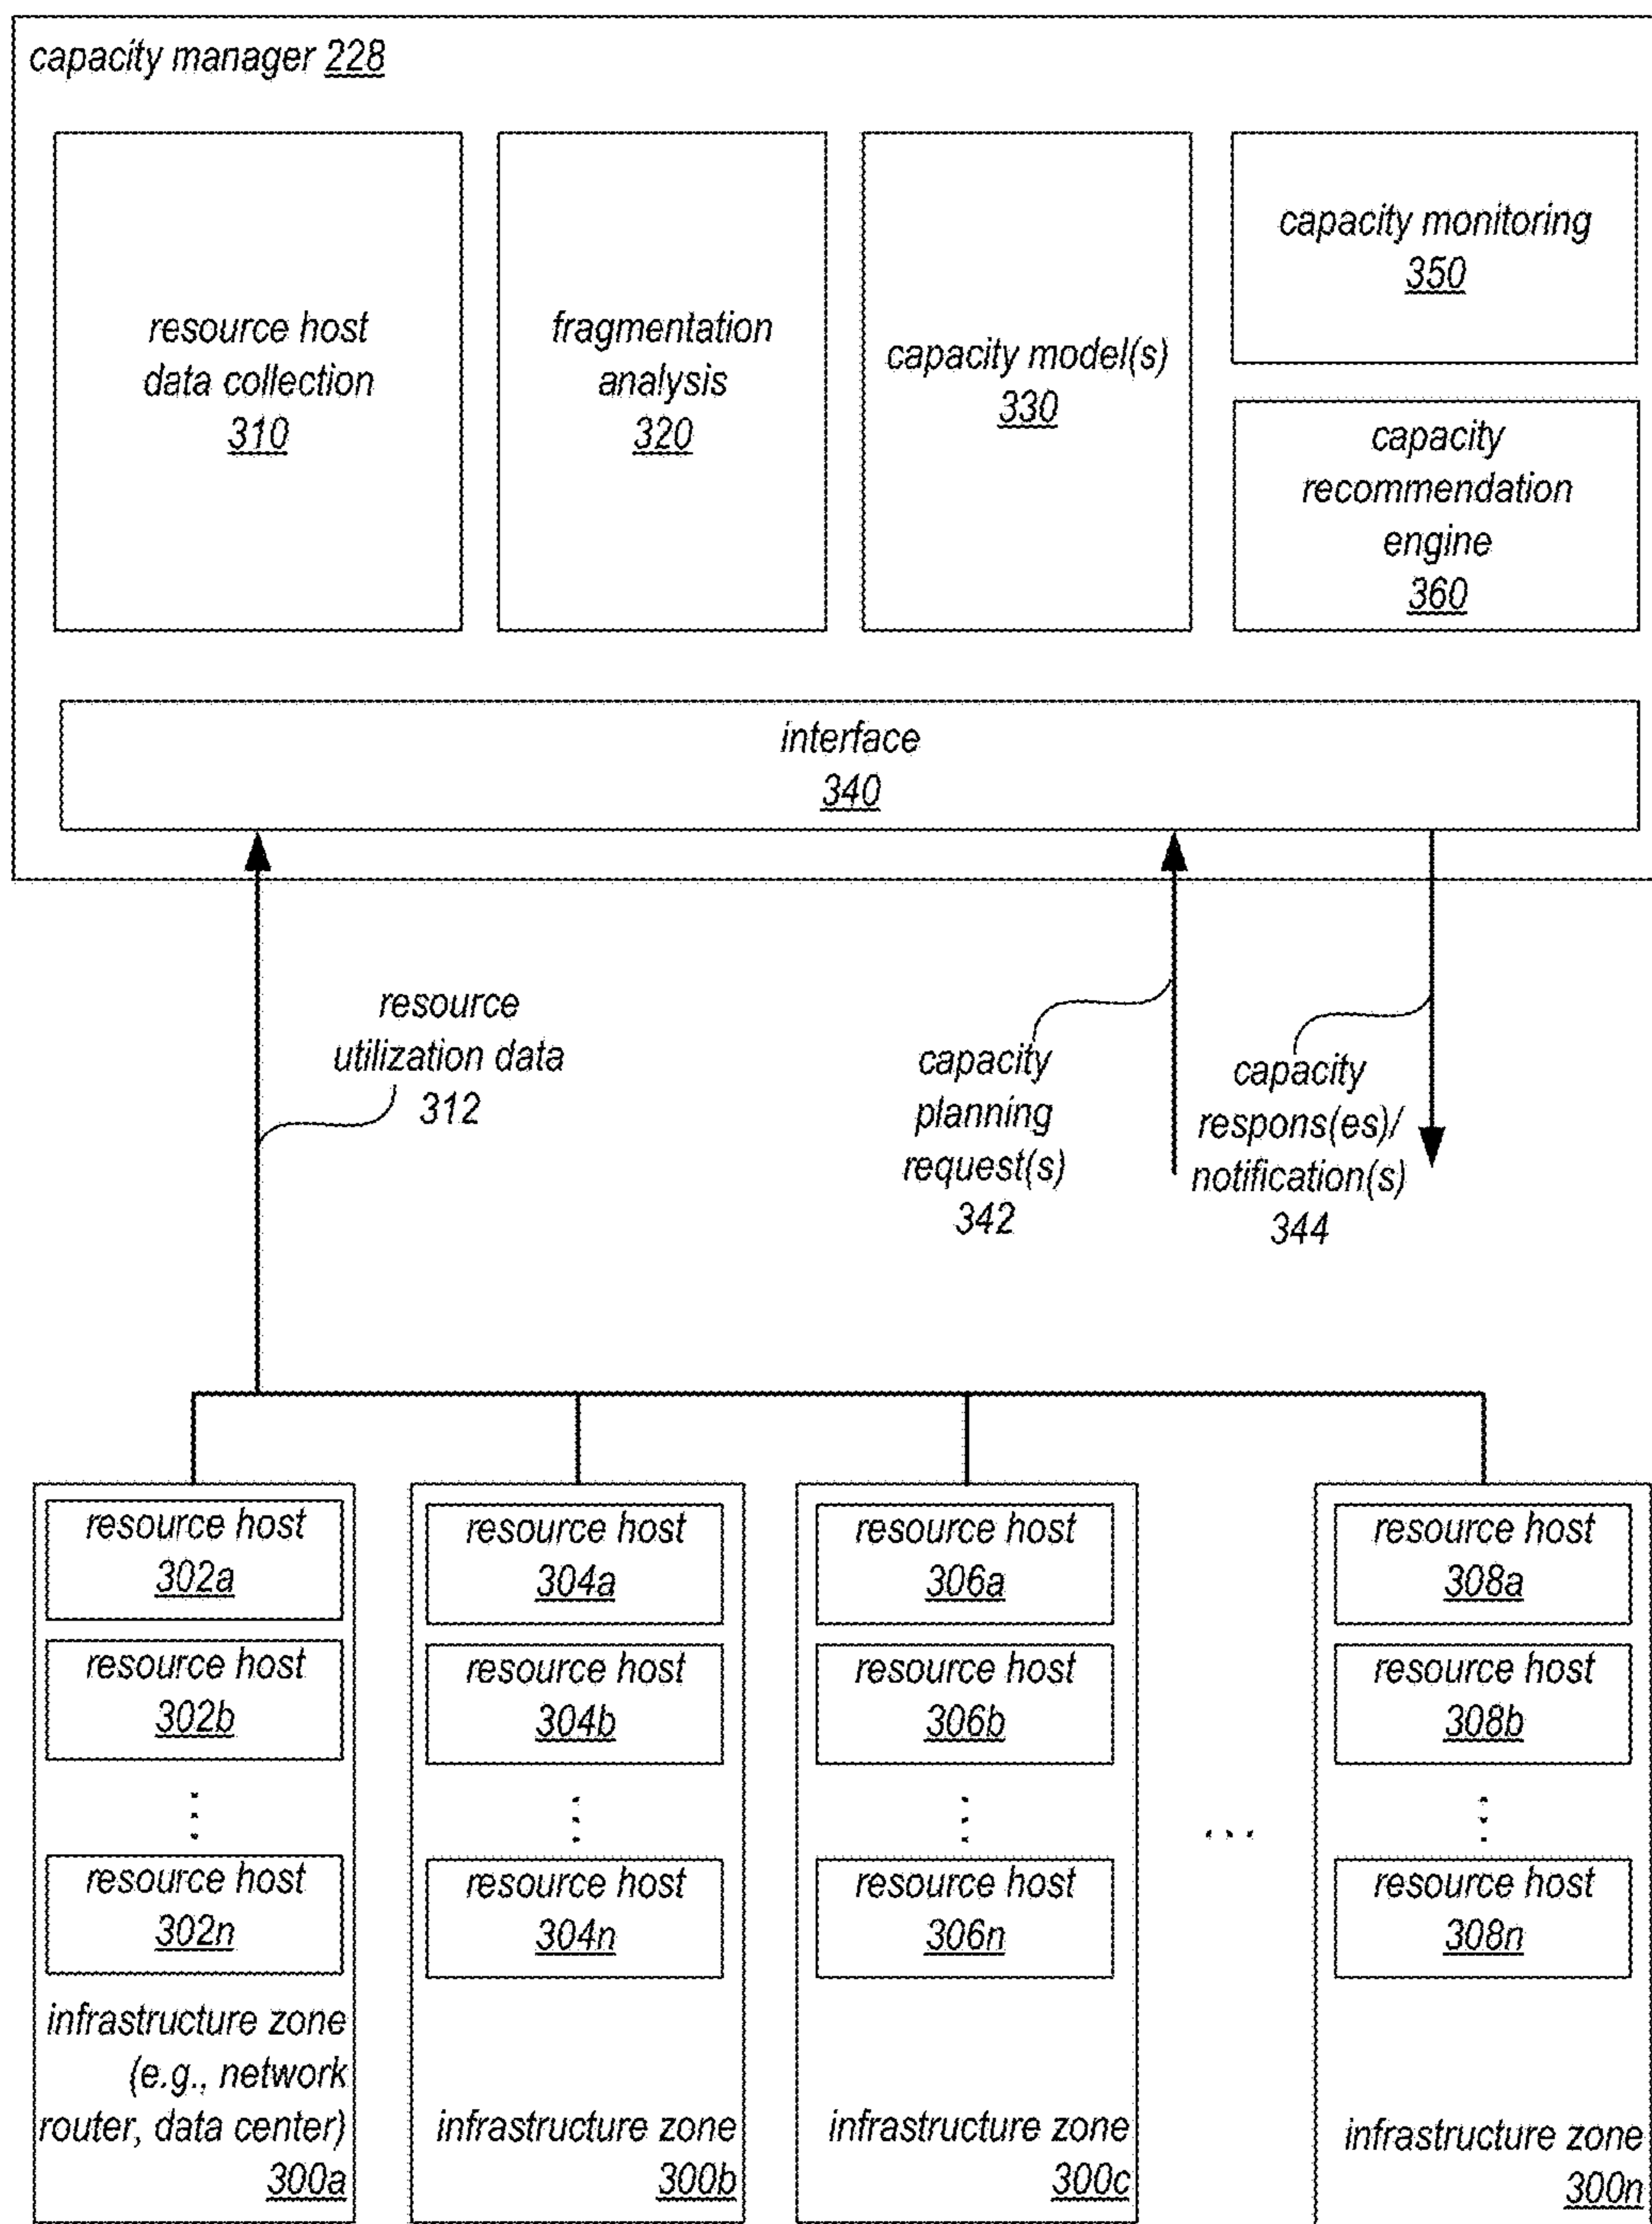 capacity manager 228
resource host
data collection
310
fragmentation
analysis
320
capacity model(s)
330
capacity monitoring
350
capacity
recommendation
engine
360
interface
340
resource
utilization data
312
capacity
planning
request(s)
342
capacity
respons(es)/
notification(s)
344
resource host
302a
resource host
302b
⋮
resource host
302n
infrastructure zone
(e.g., network
router, data center)
300a
resource host
304a
resource host
304b
⋮
resource host
304n
infrastructure zone
300b
resource host
306a
resource host
306b
⋮
resource host
306n
infrastructure zone
300c
...
resource host
308a
resource host
308b
⋮
resource host
308n
infrastructure zone
300n